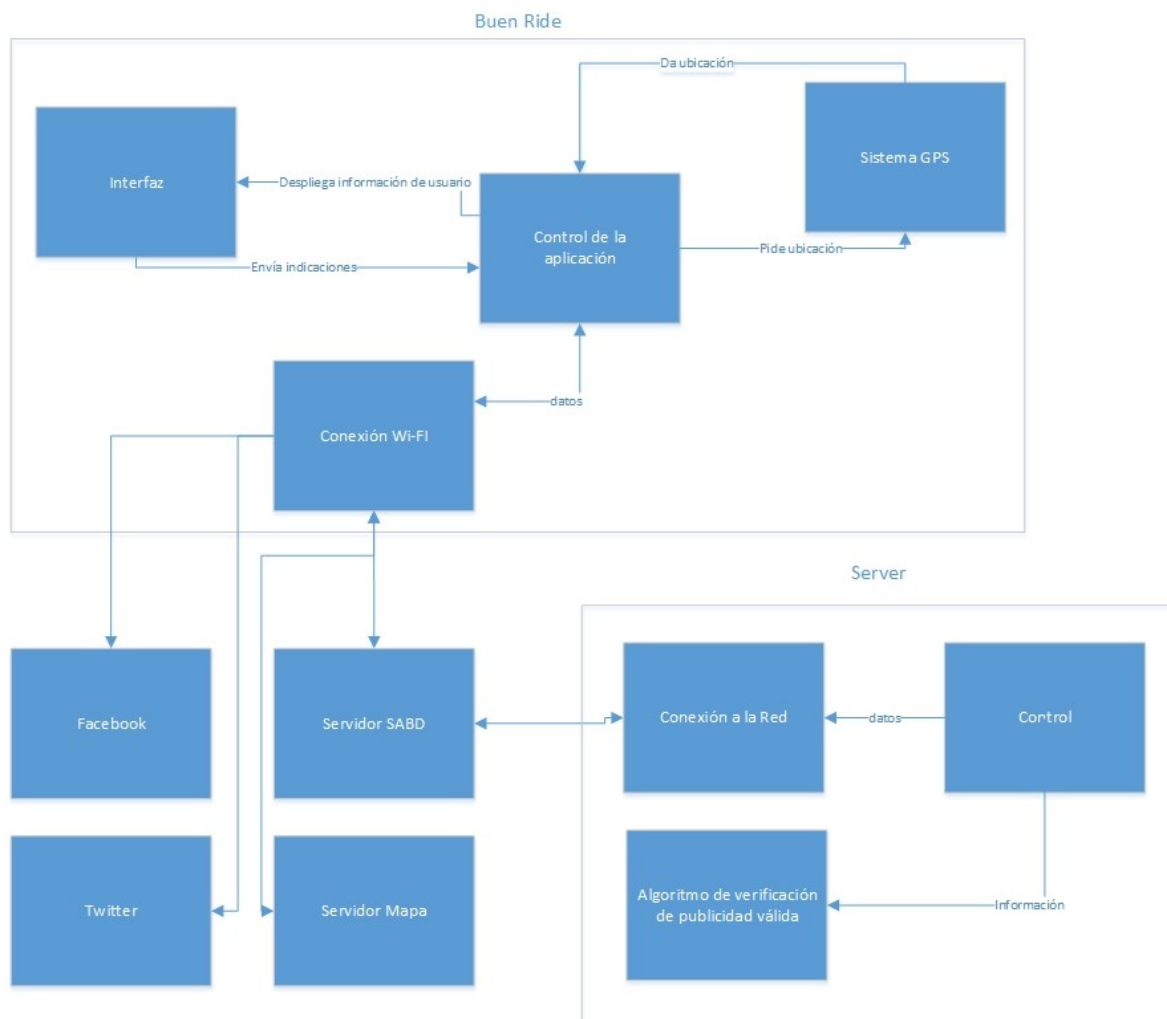 Buen Ride
Da ubicación
Sistema GPS
Interfaz
Despliega información de usuario
Control de la
aplicación
Pide ubicación
Envía indicaciones
datos
Conexión Wi-FI
Server
Facebook
Servidor SABD
Conexión a la Red
datos
Control
Twitter
Servidor Mapa
Algoritmo de verificación
de publicidad válida
Información